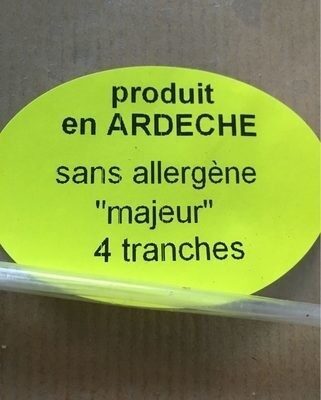 produit
en ARDECHE
sans allergène
"majeur"
4 tranches